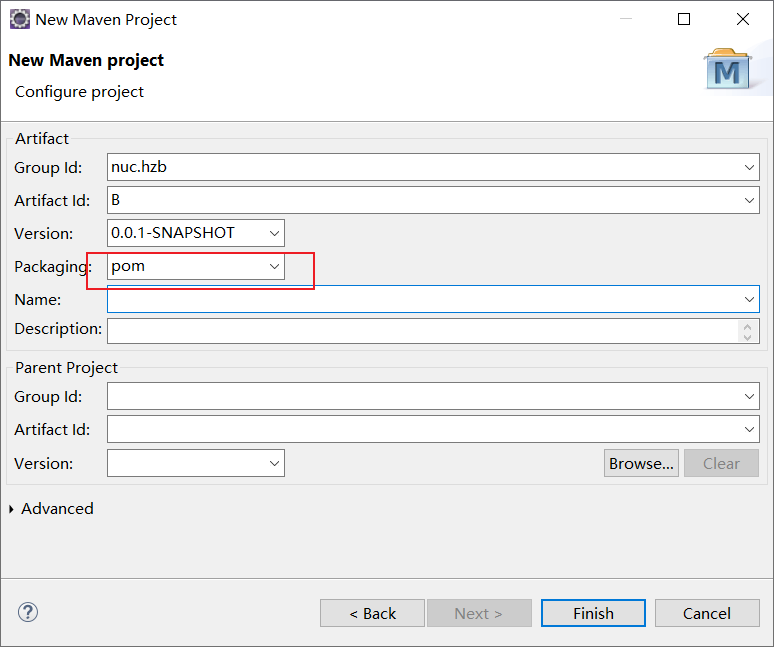 New Maven Project
New Maven project
Configure project
M
Artifact
Group Id: nuc.hzb
Artifact Id: B
Version: 0.0.1-SNAPSHOT
Packaging: pom
Name:
Description:
Parent Project
Group Id:
Artifact Id:
Version: Browse... Clear
Advanced
? < Back Next > Finish Cancel